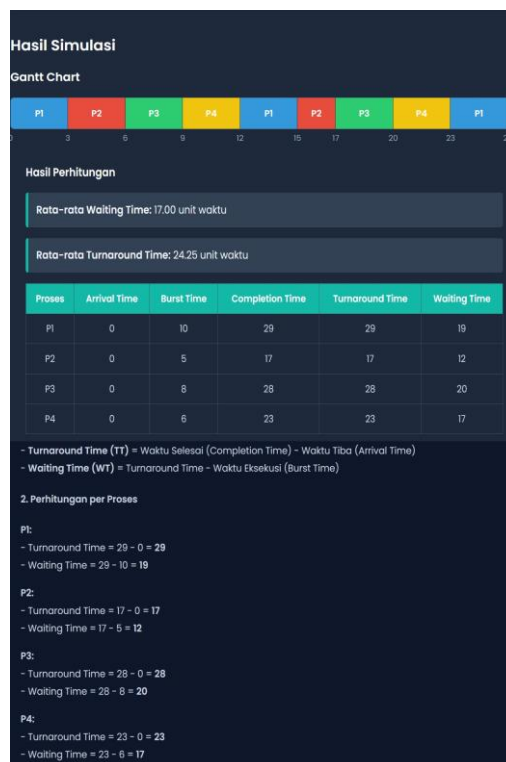 Hasil Simulasi
Gantt Chart
P1 P2 P3 P4 P1 P2 P3 P4 P1
3 6 9 12 15 17 20 23
Hasil Perhitungan
Rata-rata Waiting Time: 17.00 unit waktu
Rata-rata Turnaround Time: 24.25 unit waktu
Proses Arrival Time Burst Time Completion Time Turnaround Time Waiting Time
P1 0 10 29 29 19
P2 0 5 17 17 12
P3 0 8 28 28 20
P4 0 6 23 23 17
- Turnaround Time (TT) = Waktu Selesai (Completion Time) - Waktu Tiba (Arrival Time)
- Waiting Time (WT) = Turnaround Time - Waktu Eksekusi (Burst Time)
2. Perhitungan per Proses
P1:
- Turnaround Time = 29 - 0 = 29
- Waiting Time = 29 - 10 = 19
P2:
- Turnaround Time = 17 - 0 = 17
- Waiting Time = 17 - 5 = 12
P3:
- Turnaround Time = 28 - 0 = 28
- Waiting Time = 28 - 8 = 20
P4:
- Turnaround Time = 23 - 0 = 23
- Waiting Time = 23 - 6 = 17